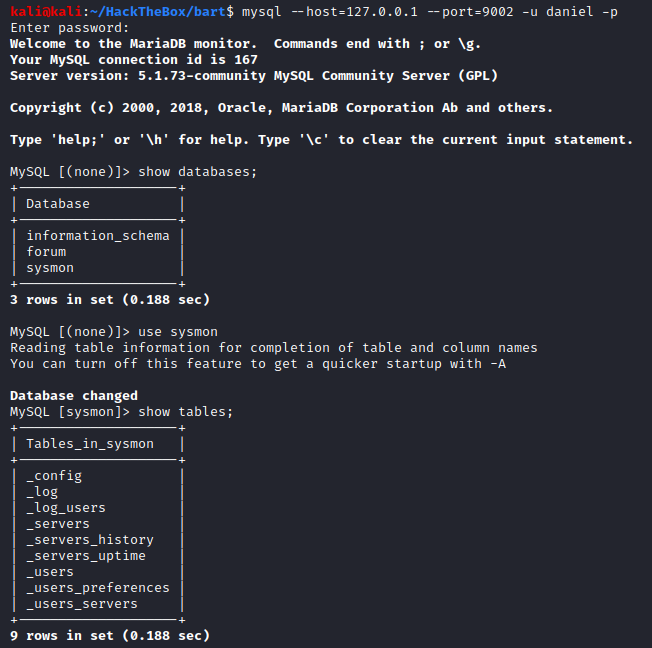 kali@kali:~/HackTheBox/bart$ mysql --host=127.0.0.1 --port=9002 -u daniel -p
Enter password:
Welcome to the MariaDB monitor.  Commands end with ; or \g.
Your MySQL connection id is 167
Server version: 5.1.73-community MySQL Community Server (GPL)

Copyright (c) 2000, 2018, Oracle, MariaDB Corporation Ab and others.

Type 'help;' or '\h' for help. Type '\c' to clear the current input statement.

MySQL [(none)]> show databases;
+--------------------+
| Database           |
+--------------------+
| information_schema |
| forum              |
| sysmon             |
+--------------------+
3 rows in set (0.188 sec)

MySQL [(none)]> use sysmon
Reading table information for completion of table and column names
You can turn off this feature to get a quicker startup with -A

Database changed
MySQL [sysmon]> show tables;
+--------------------+
| Tables_in_sysmon   |
+--------------------+
| _config            |
| _log               |
| _log_users         |
| _servers           |
| _servers_history   |
| _servers_uptime    |
| _users             |
| _users_preferences |
| _users_servers     |
+--------------------+
9 rows in set (0.188 sec)